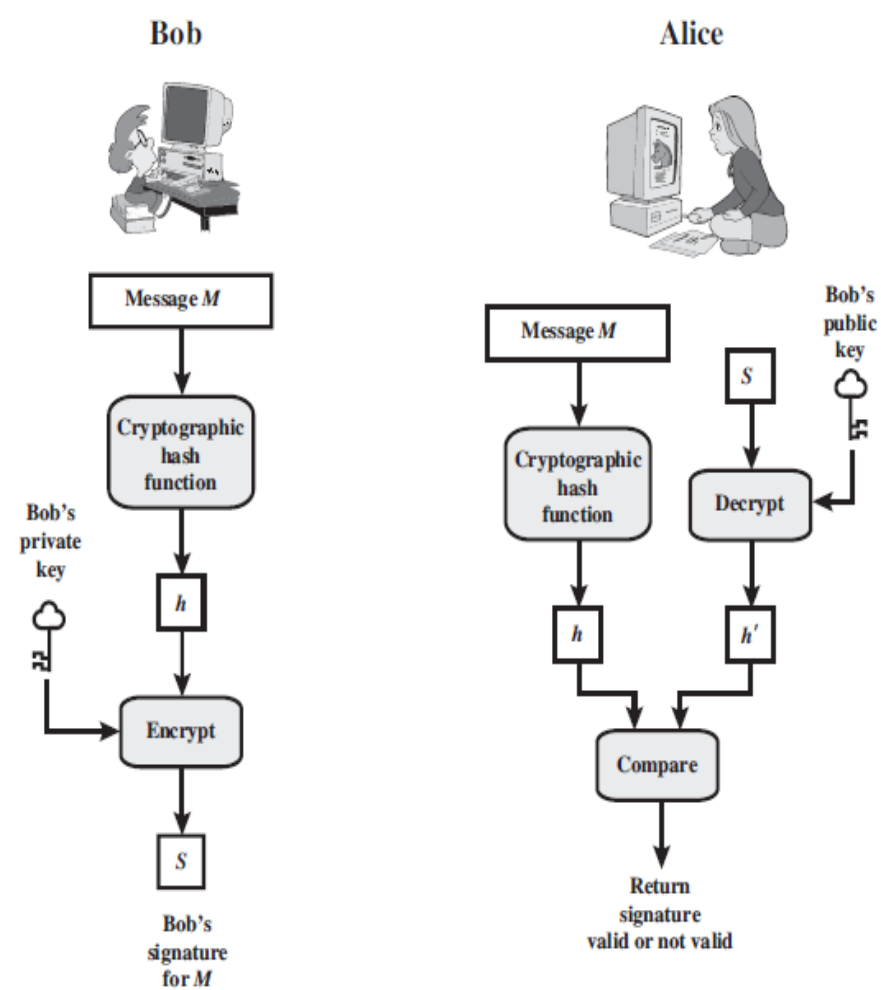 Bob
Message M
Cryptographic
hash
function
Bob's
private
key
h
Encrypt
S
Bob's
signature
for M
Alice
Message M
Bob's
public
key
S
Cryptographic
hash
function
Decrypt
h
h'
Compare
Return
signature
valid or not valid